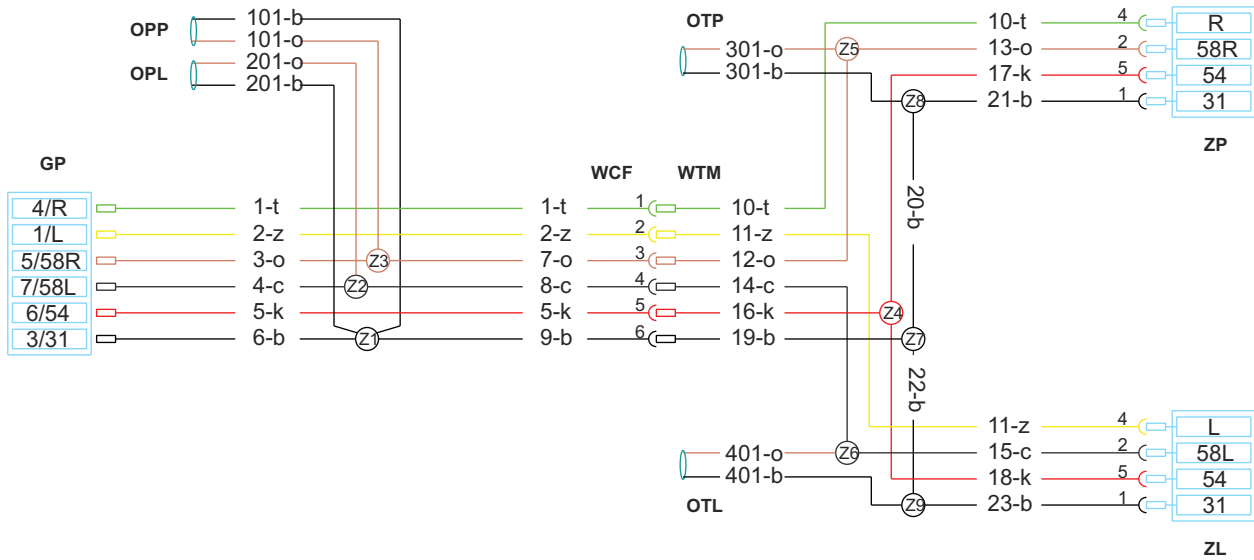 OPP
101-b
101-o
OPL
201-o
201-b
OTP
301-o
301-b
Z5
10-t 4 R
13-o 2 58R
17-k 5 54
Z8 21-b 1 31
ZP
GP
WCF WTM
4/R 1-t 1-t 1 10-t
1/L 2-z 2-z 2 11-z
5/58R 3-o Z3 7-o 3 12-o
7/58L 4-c Z2 8-c 4 14-c
6/54 5-k 5-k 5 16-k Z4
3/31 6-b Z1 9-b 6 19-b Z7
20-b
22-b
11-z 4 L
401-o Z6 15-c 2 58L
401-b
18-k 5 54
OTL
Z9 23-b 1 31
ZL